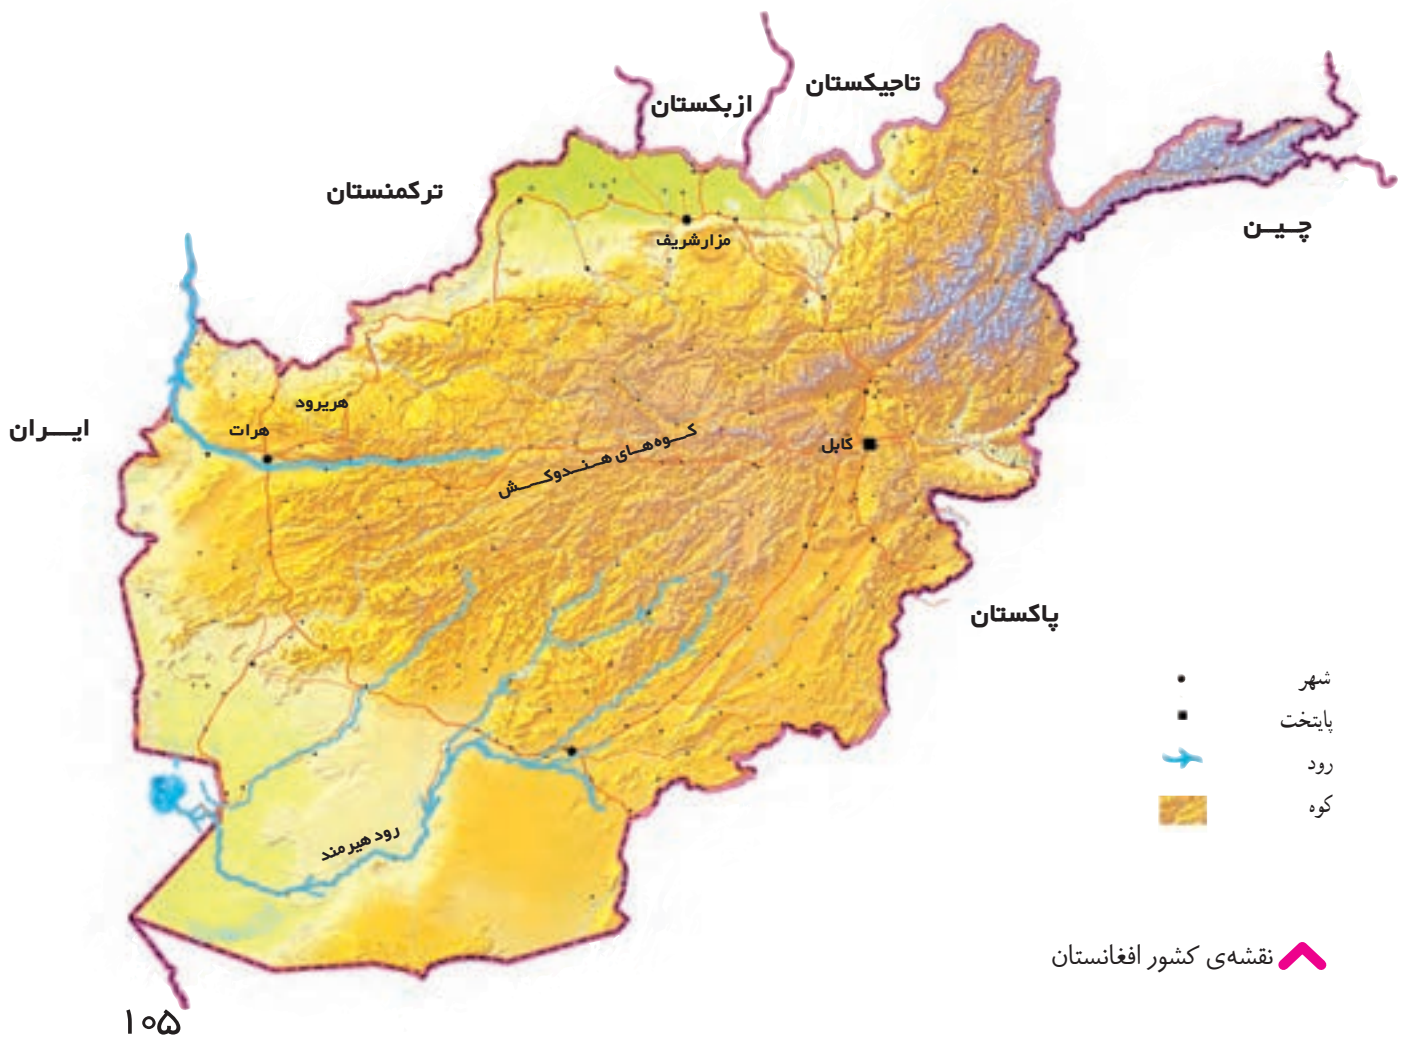 تاجیکستان
ازبکستان
ترکمنستان
چین
مزارشریف
هریرود
هرات
ایران
کوه‌های هندوکش
کابل
پاکستان
رود هیرمند
شهر
پایتخت
رود
کوه
نقشه‌ی کشور افغانستان
۱۰۵